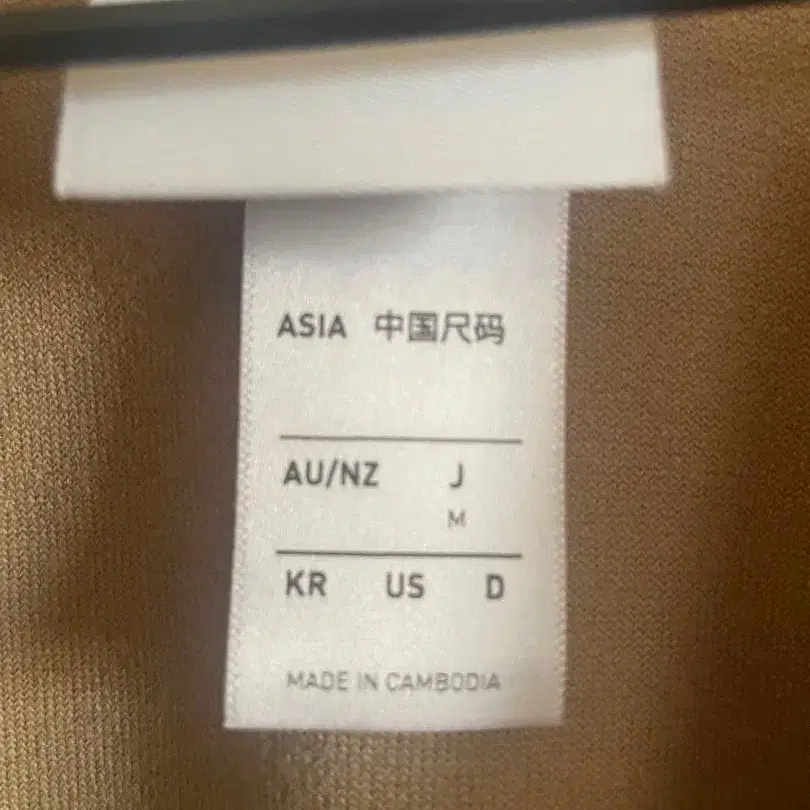 ASIA 中国尺码
AU/NZ J
M
KR US D
MADE IN CAMBODIA